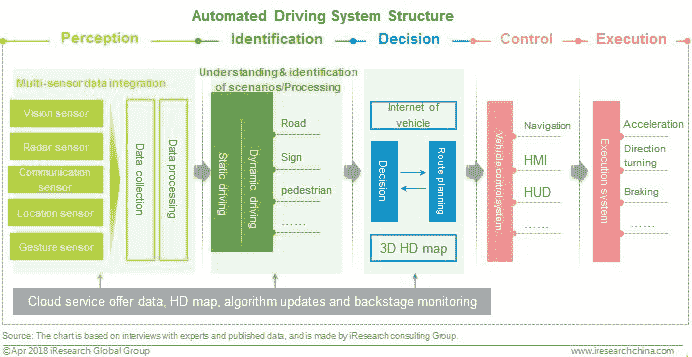 Automated Driving System Structure
Perception
Identification
Decision
Control
Execution
Multi-sensor data integration
Vision sensor
Radar sensor
Communication
sensor
Location sensor
Gesture sensor
Data collection
Data processing
Understanding & identification
of scenarios/Processing
Static driving
Dynamic driving
Road
Sign
pedestrian
......
Internet of
vehicle
Decision
Route planning
3D HD map
Vehicle control system
Navigation
HMI
HUD
......
Execution system
Acceleration
Direction
turning
Braking
......
Cloud service offer data, HD map, algorithm updates and backstage monitoring
Source: The chart is based on interviews with experts and published data, and is made by iResearch consulting Group.
©Apr 2018 iResearch Global Group
www.iresearchchina.com